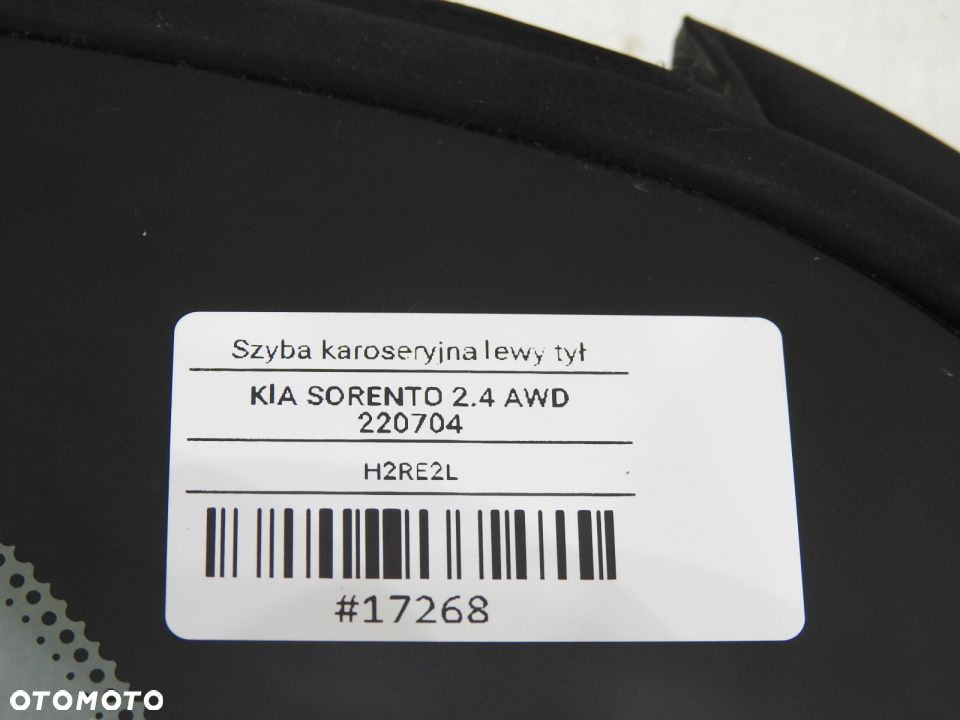 Szyba karoseryjna lewy tył
KIA SORENTO 2.4 AWD
220704
H2RE2L
#17268
OTOMOTO